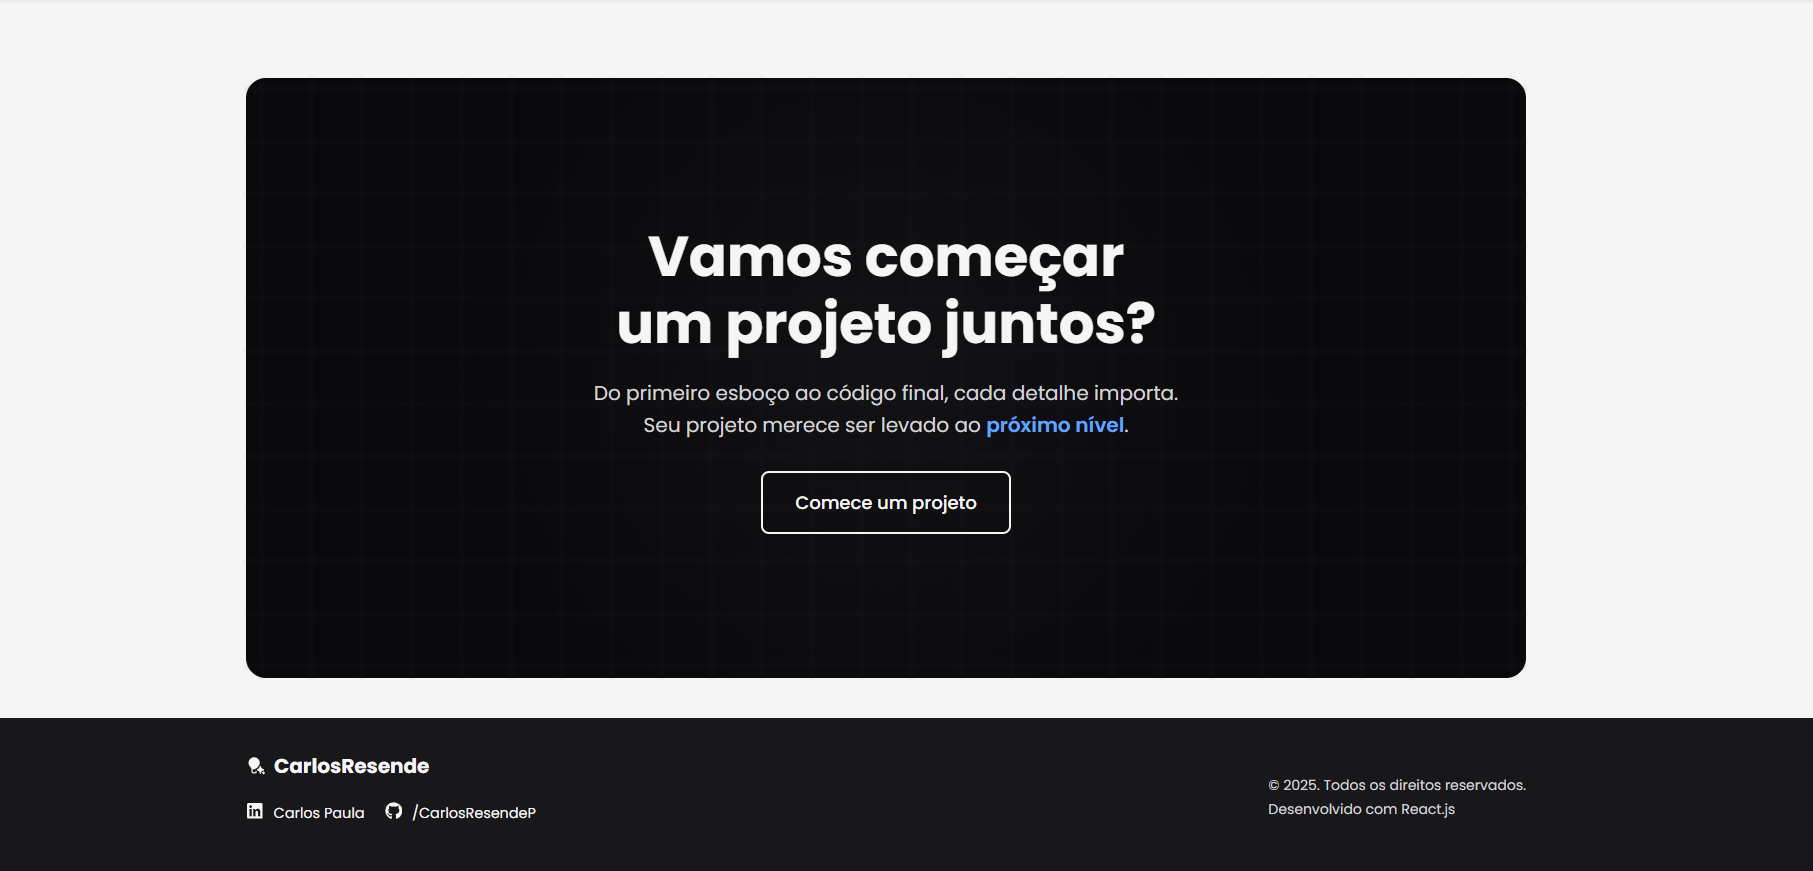 Vamos começar
um projeto juntos?
Do primeiro esboço ao código final, cada detalhe importa.
Seu projeto merece ser levado ao próximo nível.
Comece um projeto
CarlosResende
Carlos Paula /CarlosResendeP
© 2025. Todos os direitos reservados.
Desenvolvido com React.js